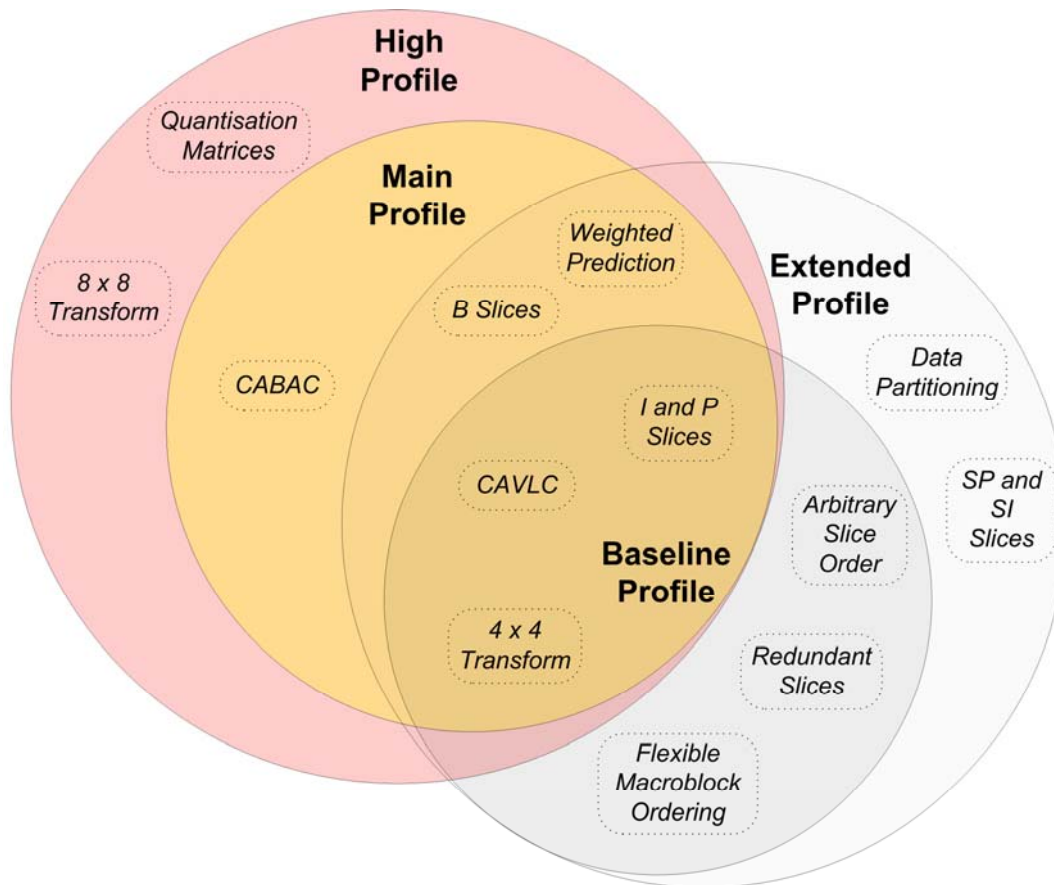 High
Profile
Quantisation
Matrices
Main
Profile
Weighted
Prediction
Extended
Profile
8 x 8
Transform
B Slices
Data
Partitioning
CABAC
I and P
Slices
CAVLC
SP and
SI
Slices
Arbitrary
Slice
Order
Baseline
Profile
4 x 4
Transform
Redundant
Slices
Flexible
Macroblock
Ordering